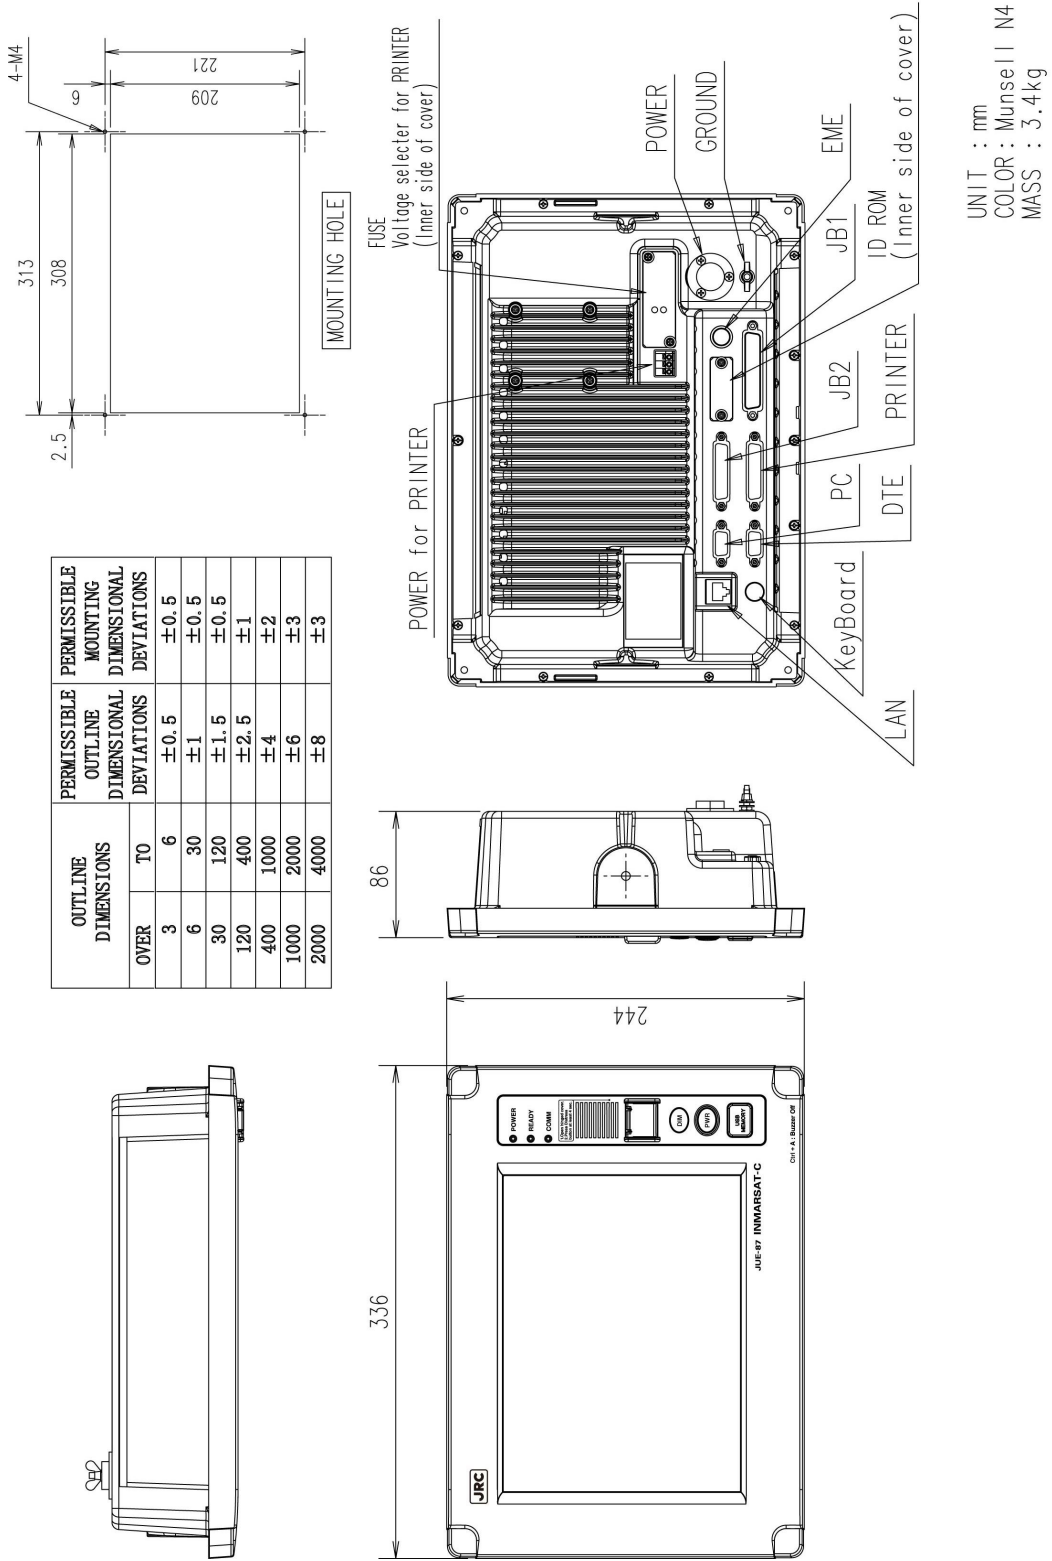 4-M4
313
308
2.5
6
209
221
MOUNTING HOLE
OUTLINE DIMENSIONS
PERMISSIBLE OUTLINE DIMENSIONAL DEVIATIONS
PERMISSIBLE MOUNTING DIMENSIONAL DEVIATIONS
OVER TO
3 6 ±0.5 ±0.5
6 30 ±1 ±0.5
30 120 ±1.5 ±0.5
120 400 ±2.5 ±1
400 1000 ±4 ±2
1000 2000 ±6 ±3
2000 4000 ±8 ±3
FUSE
Voltage selecter for PRINTER
(Inner side of cover)
POWER for PRINTER
POWER
GROUND
EME
JB1
ID ROM
(Inner side of cover)
JB2
PRINTER
PC
DTE
KeyBoard
LAN
86
336
244
JRC
POWER
READY
COMM
DIM
PWR
USB
MEMORY
JUE-87 INMARSAT-C
Ctrl + A : Buzzer Off
UNIT : mm
COLOR : Munsell N4
MASS : 3.4kg